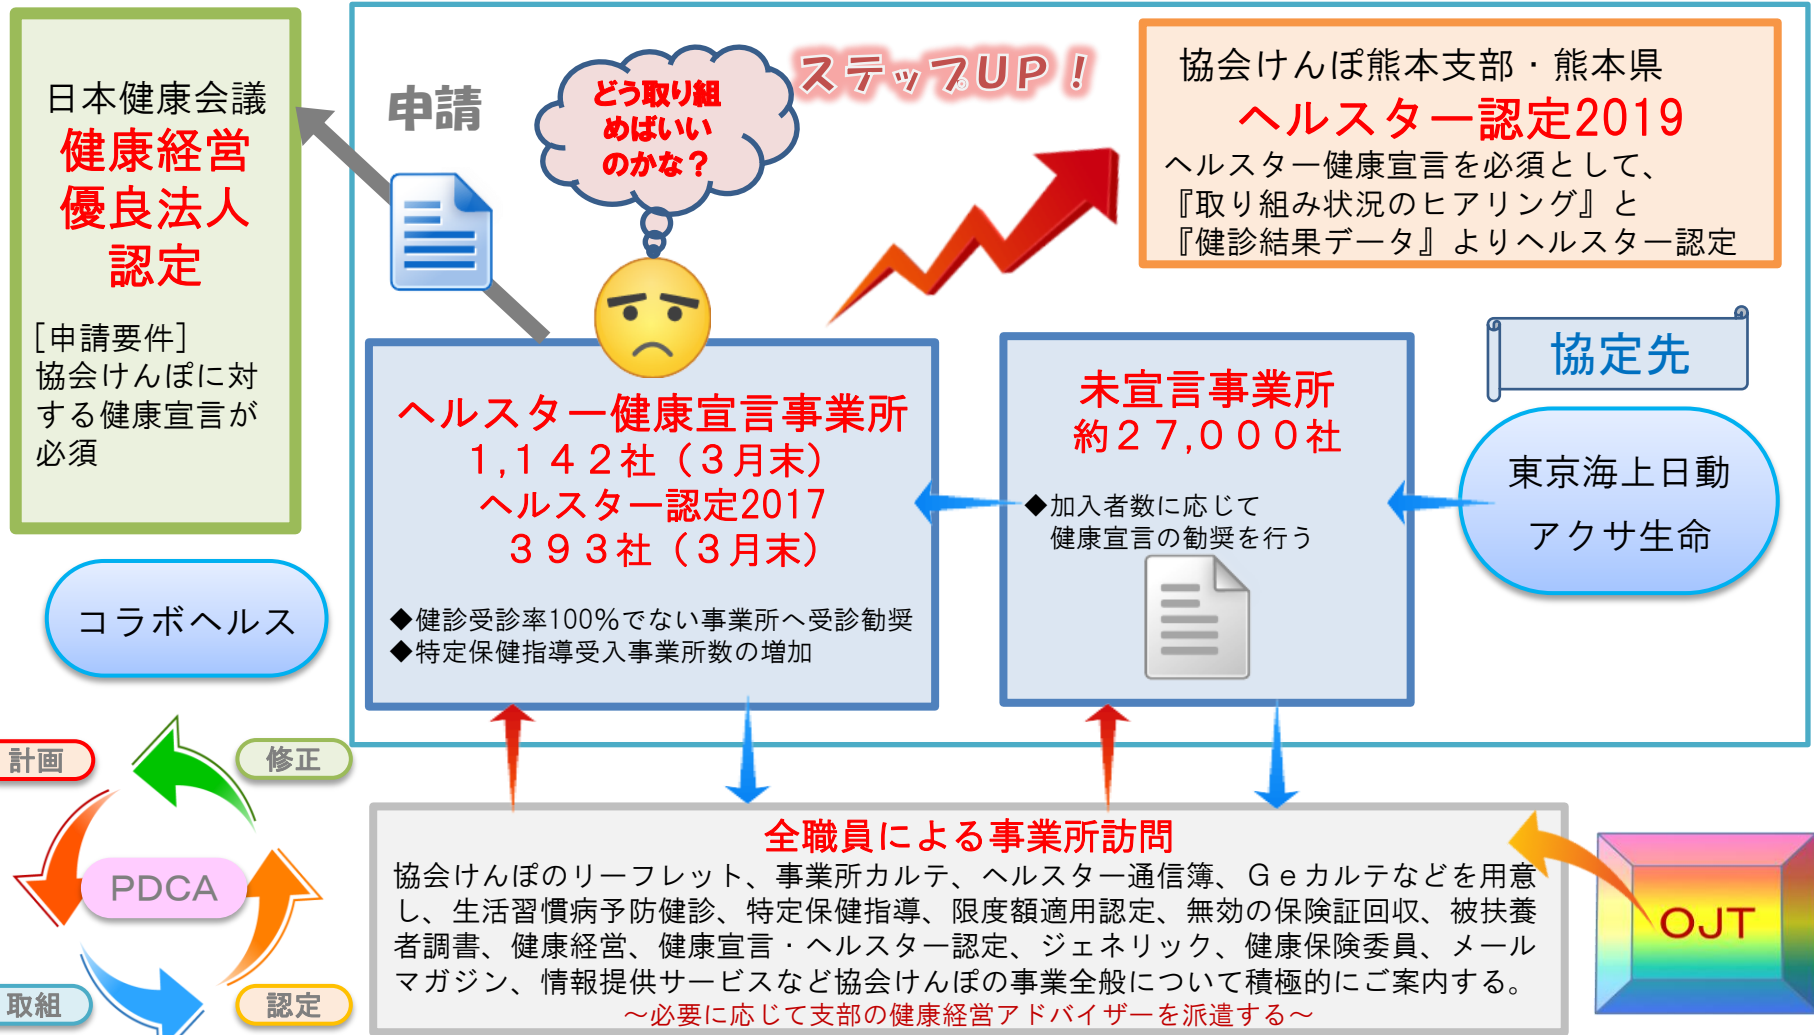 日本健康会議
健康経営
優良法人
認定
[申請要件]
協会けんぽに対
する健康宣言が
必須
申請
どう取り組
めばいい
のかな？
ステップUP！
協会けんぽ熊本支部・熊本県
ヘルスター認定2019
ヘルスター健康宣言を必須として、
『取り組み状況のヒアリング』と
『健診結果データ』よりヘルスター認定
ヘルスター健康宣言事業所
1,１４２社（３月末）
ヘルスター認定2017
３９３社（３月末）
◆健診受診率100％でない事業所へ受診勧奨
◆特定保健指導受入事業所数の増加
未宣言事業所
約２７,０００社
◆加入者数に応じて
健康宣言の勧奨を行う
協定先
東京海上日動
アクサ生命
コラボヘルス
計画
修正
PDCA
取組
認定
全職員による事業所訪問
協会けんぽのリーフレット、事業所カルテ、ヘルスター通信簿、Ｇｅカルテなどを用意
し、生活習慣病予防健診、特定保健指導、限度額適用認定、無効の保険証回収、被扶養
者調書、健康経営、健康宣言・ヘルスター認定、ジェネリック、健康保険委員、メール
マガジン、情報提供サービスなど協会けんぽの事業全般について積極的にご案内する。
～必要に応じて支部の健康経営アドバイザーを派遣する～
OJT